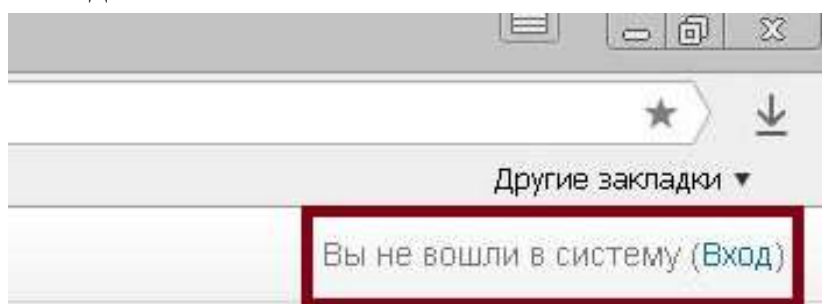 Другие закладки ▼
Вы не вошли в систему (Вход)